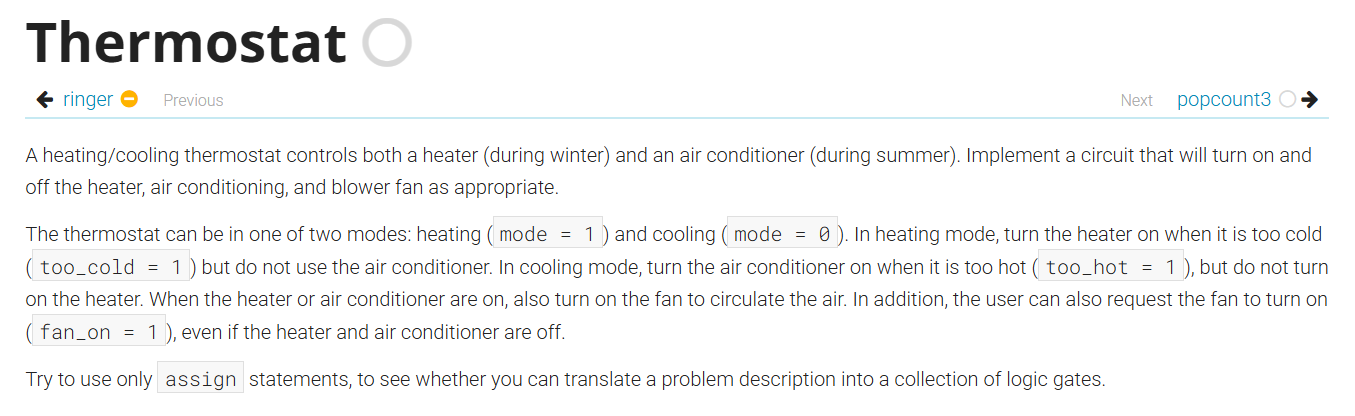 Thermostat
ringer Previous Next popcount3
A heating/cooling thermostat controls both a heater (during winter) and an air conditioner (during summer). Implement a circuit that will turn on and
off the heater, air conditioning, and blower fan as appropriate.
The thermostat can be in one of two modes: heating ( mode = 1 ) and cooling ( mode = 0 ). In heating mode, turn the heater on when it is too cold
( too_cold = 1 ) but do not use the air conditioner. In cooling mode, turn the air conditioner on when it is too hot ( too_hot = 1 ), but do not turn
on the heater. When the heater or air conditioner are on, also turn on the fan to circulate the air. In addition, the user can also request the fan to turn on
( fan_on = 1 ), even if the heater and air conditioner are off.
Try to use only assign statements, to see whether you can translate a problem description into a collection of logic gates.